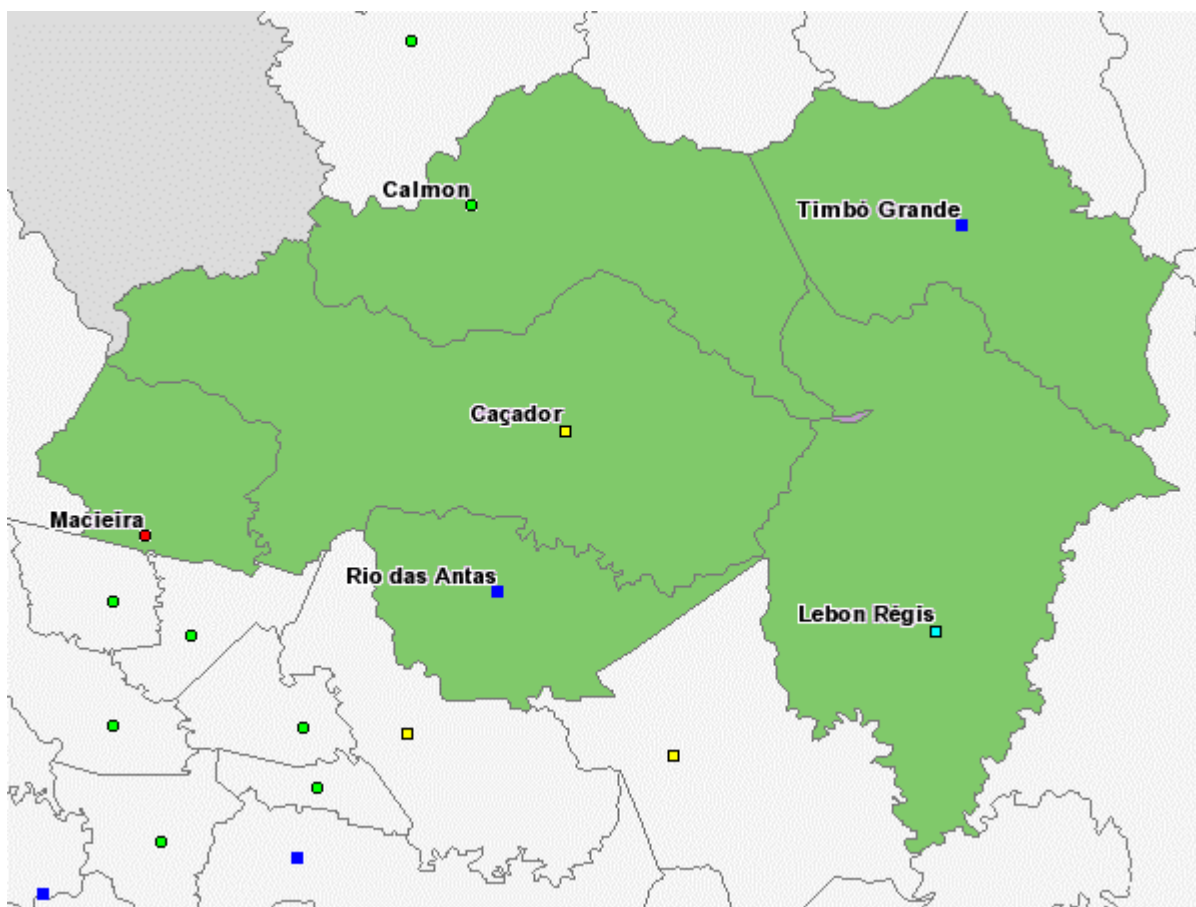 Calmon
Timbó Grande
Caçador
Macieira
Rio das Antas
Lebon Régis